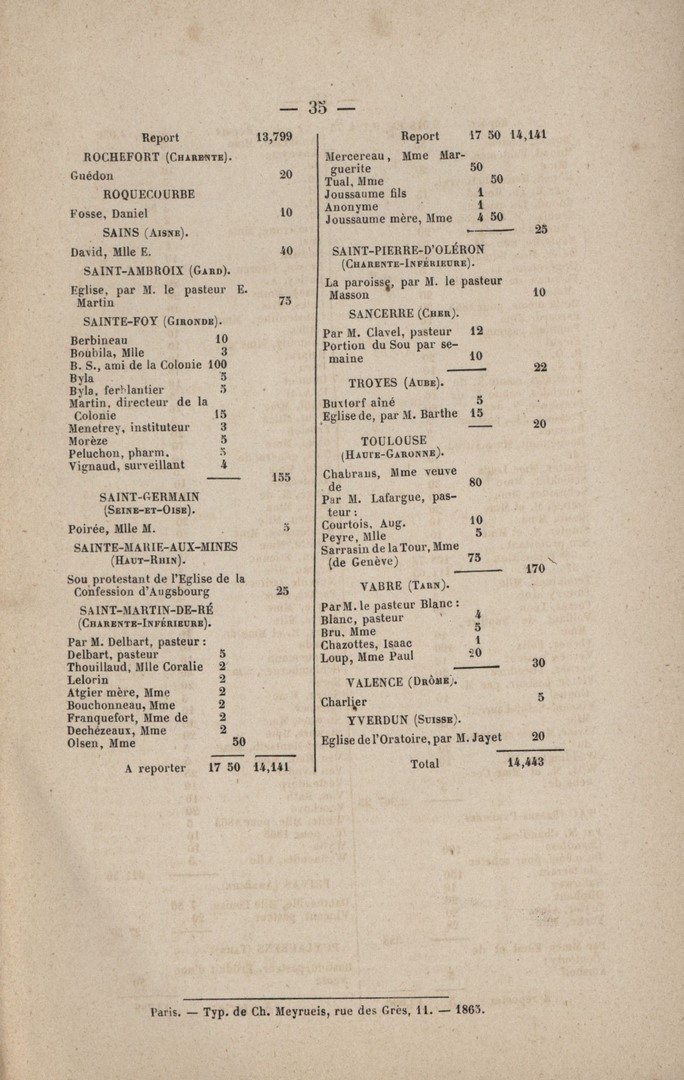 — 35 —
Report 13,799
ROCHEFORT (CHARENTE).
Guédon 20
ROQUECOURBE
Fosse, Daniel 10
SAINS (AISNE).
David, Mlle E. 40
SAINT-AMBROIX (GARD).
Eglise, par M. le pasteur E.
Martin 75
SAINTE-FOY (GIRONDE).
Berbineau 10
Boubila, Mlle 3
B. S., ami de la Colonie 100
Byla 5
Byla, ferblantier 5
Martin, directeur de la
Colonie 15
Menetrey, instituteur 3
Morèze 5
Peluchon, pharm. 5
Vignaud, surveillant 4
155
SAINT-GERMAIN
(SEINE-ET-OISE).
Poirée, Mlle M. 5
SAINTE-MARIE-AUX-MINES
(HAUT-RHIN).
Sou protestant de l'Eglise de la
Confession d'Augsbourg 25
SAINT-MARTIN-DE-RÉ
(CHARENTE-INFÉRIEURE).
Par M. Delbart, pasteur :
Delbart, pasteur 5
Thouillaud, Mlle Coralie 2
Lelorin 2
Atgier mère, Mme 2
Bouchonneau, Mme 2
Franquefort, Mme de 2
Dechézeaux, Mme 2
Olsen, Mme 50
A reporter 17 50 14,141
Report 17 50 14,141
Mercereau, Mme Mar-
guerite 50
Tual, Mme 50
Joussaume fils 1
Anonyme 1
Joussaume mère, Mme 4 50
25
SAINT-PIERRE-D'OLÉRON
(CHARENTE-INFÉRIEURE).
La paroisse, par M. le pasteur
Masson 10
SANCERRE (CHER).
Par M. Clavel, pasteur 12
Portion du Sou par se-
maine 10
22
TROYES (AUBE).
Buxtorf aîné 5
Eglise de, par M. Barthe 15
20
TOULOUSE
(HAUTE-GARONNE).
Chabrans, Mme veuve
de 80
Par M. Lafargue, pas-
teur :
Courtois, Aug. 10
Peyre, Mlle 5
Sarrasin de la Tour, Mme
(de Genève) 75
170
VABRE (TARN).
Par M. le pasteur Blanc :
Blanc, pasteur 4
Bru, Mme 5
Chazottes, Isaac 1
Loup, Mme Paul 20
30
VALENCE (DRÔME).
Charlier 5
YVERDUN (SUISSE).
Eglise de l'Oratoire, par M. Jayet 20
Total 14,443
Paris. — Typ. de Ch. Meyrueis, rue des Grès, 11. — 1865.